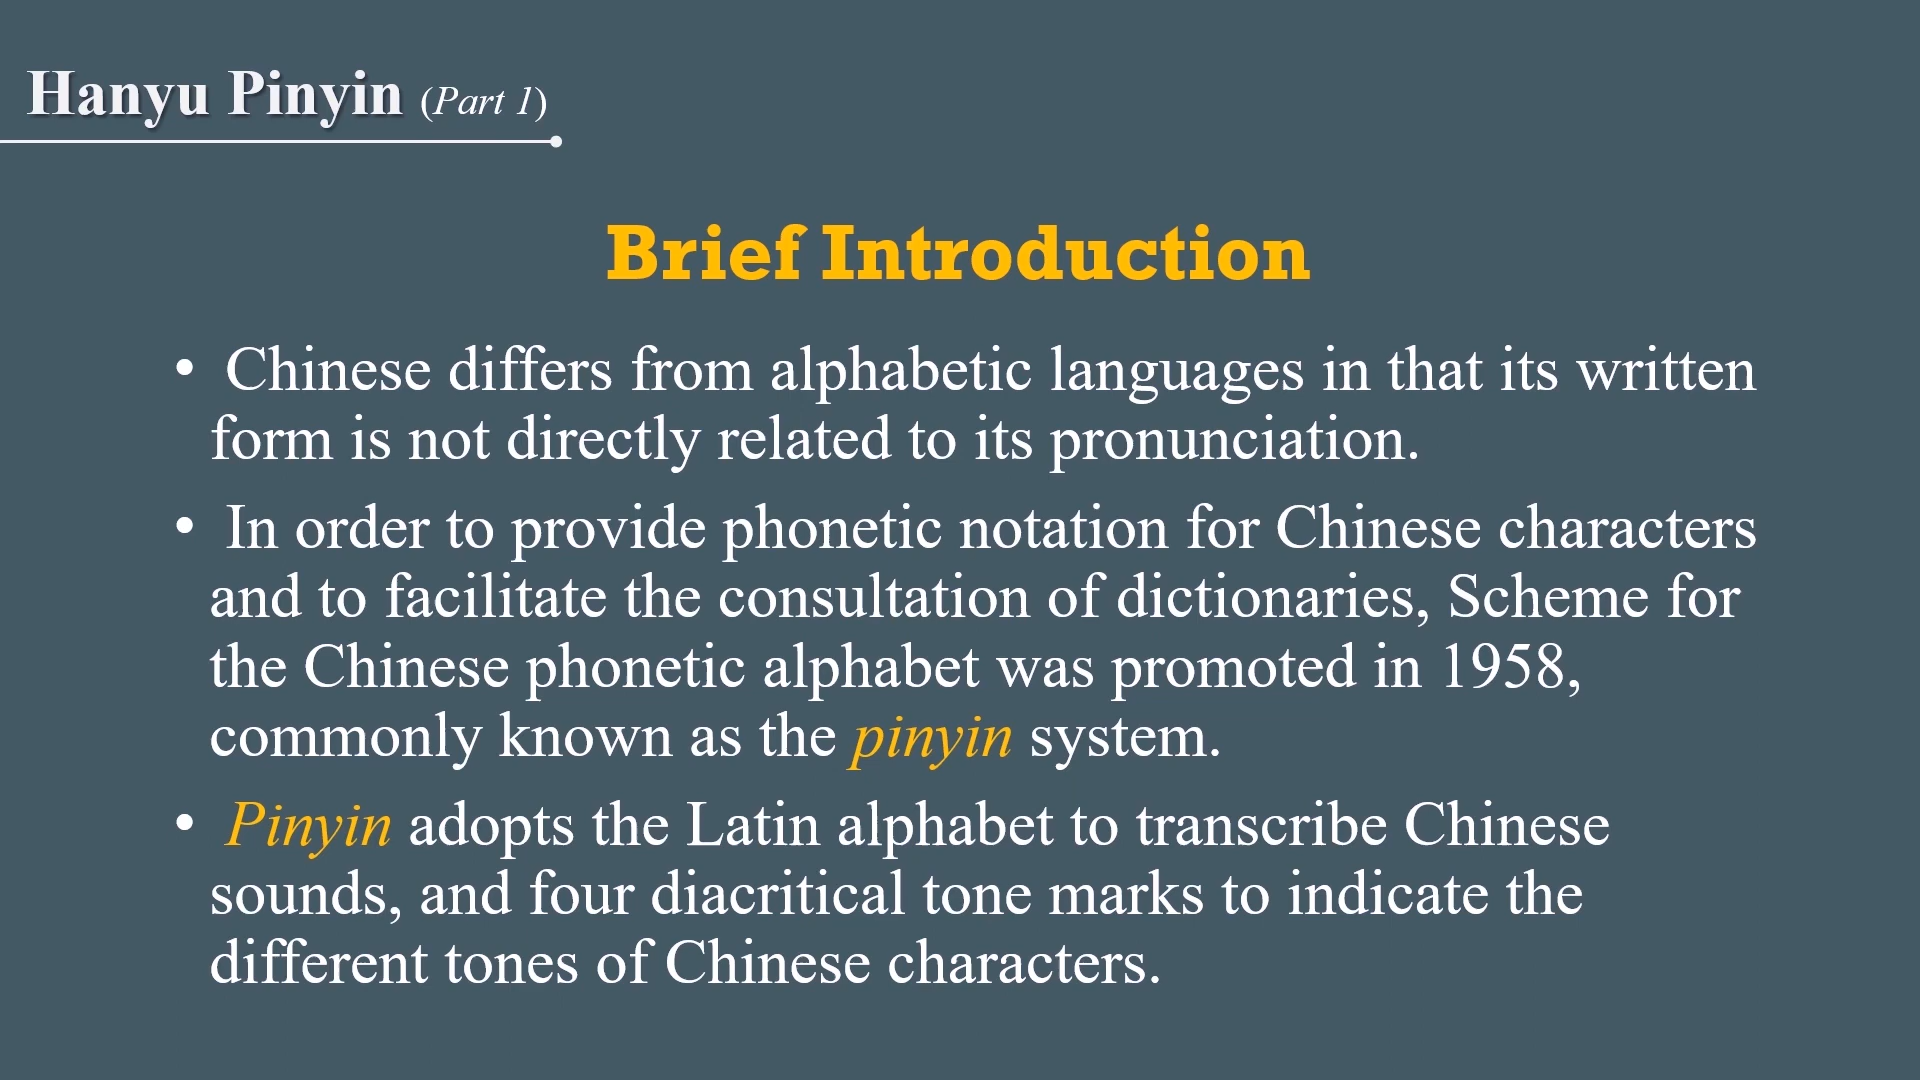 Hanyu Pinyin (Part 1)
Brief Introduction
• Chinese differs from alphabetic languages in that its written
form is not directly related to its pronunciation.
• In order to provide phonetic notation for Chinese characters
and to facilitate the consultation of dictionaries, Scheme for
the Chinese phonetic alphabet was promoted in 1958,
commonly known as the pinyin system.
• Pinyin adopts the Latin alphabet to transcribe Chinese
sounds, and four diacritical tone marks to indicate the
different tones of Chinese characters.